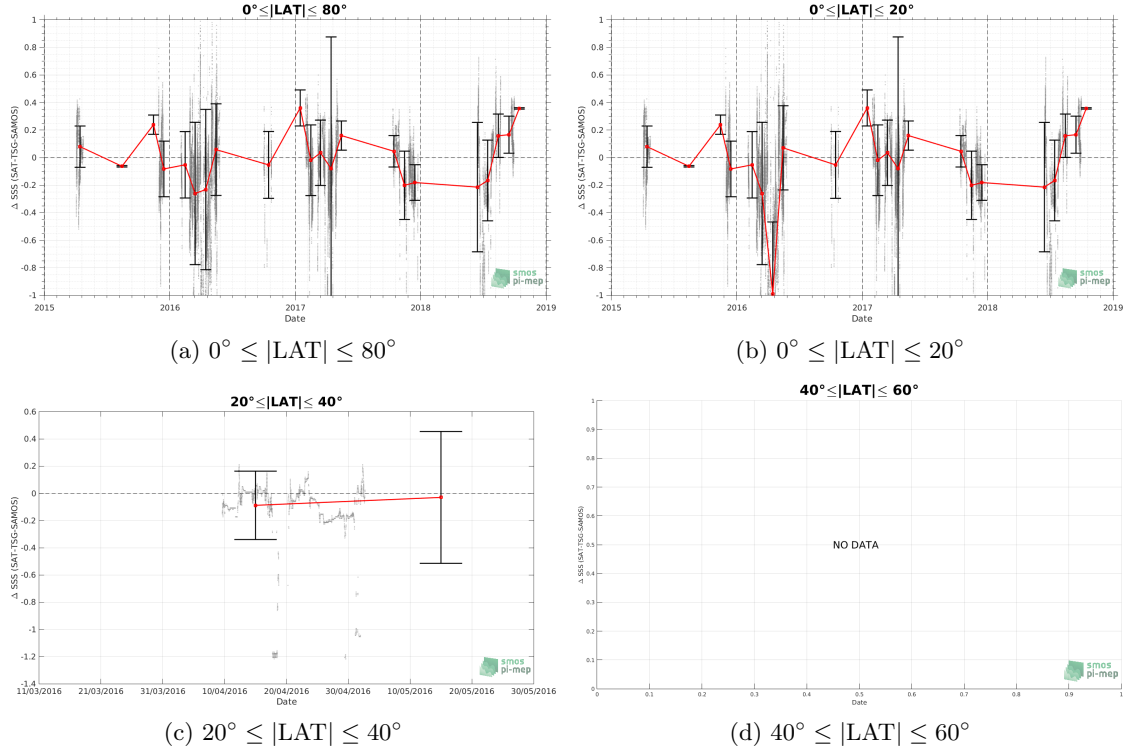 0°≤|LAT|≤ 80°
Δ SSS (SAT-TSG-SAMOS)
1
0.8
0.6
0.4
0.2
0
-0.2
-0.4
-0.6
-0.8
-1
2015
2016
2017
2018
2019
Date
smos
pi-mep
(a) 0° ≤ |LAT| ≤ 80°
0°≤|LAT|≤ 20°
Δ SSS (SAT-TSG-SAMOS)
1
0.8
0.6
0.4
0.2
0
-0.2
-0.4
-0.6
-0.8
-1
2015
2016
2017
2018
2019
Date
smos
pi-mep
(b) 0° ≤ |LAT| ≤ 20°
20°≤|LAT|≤ 40°
Δ SSS (SAT-TSG-SAMOS)
0.6
0.4
0.2
0
-0.2
-0.4
-0.6
-0.8
-1
-1.2
-1.4
11/03/2016
21/03/2016
31/03/2016
10/04/2016
20/04/2016
30/04/2016
10/05/2016
20/05/2016
30/05/2016
Date
smos
pi-mep
(c) 20° ≤ |LAT| ≤ 40°
40°≤|LAT|≤ 60°
Δ SSS (SAT-TSG-SAMOS)
1
0.9
0.8
0.7
0.6
0.5
0.4
0.3
0.2
0.1
0
NO DATA
0
0.1
0.2
0.3
0.4
0.5
0.6
0.7
0.8
0.9
1
Date
smos
pi-mep
(d) 40° ≤ |LAT| ≤ 60°